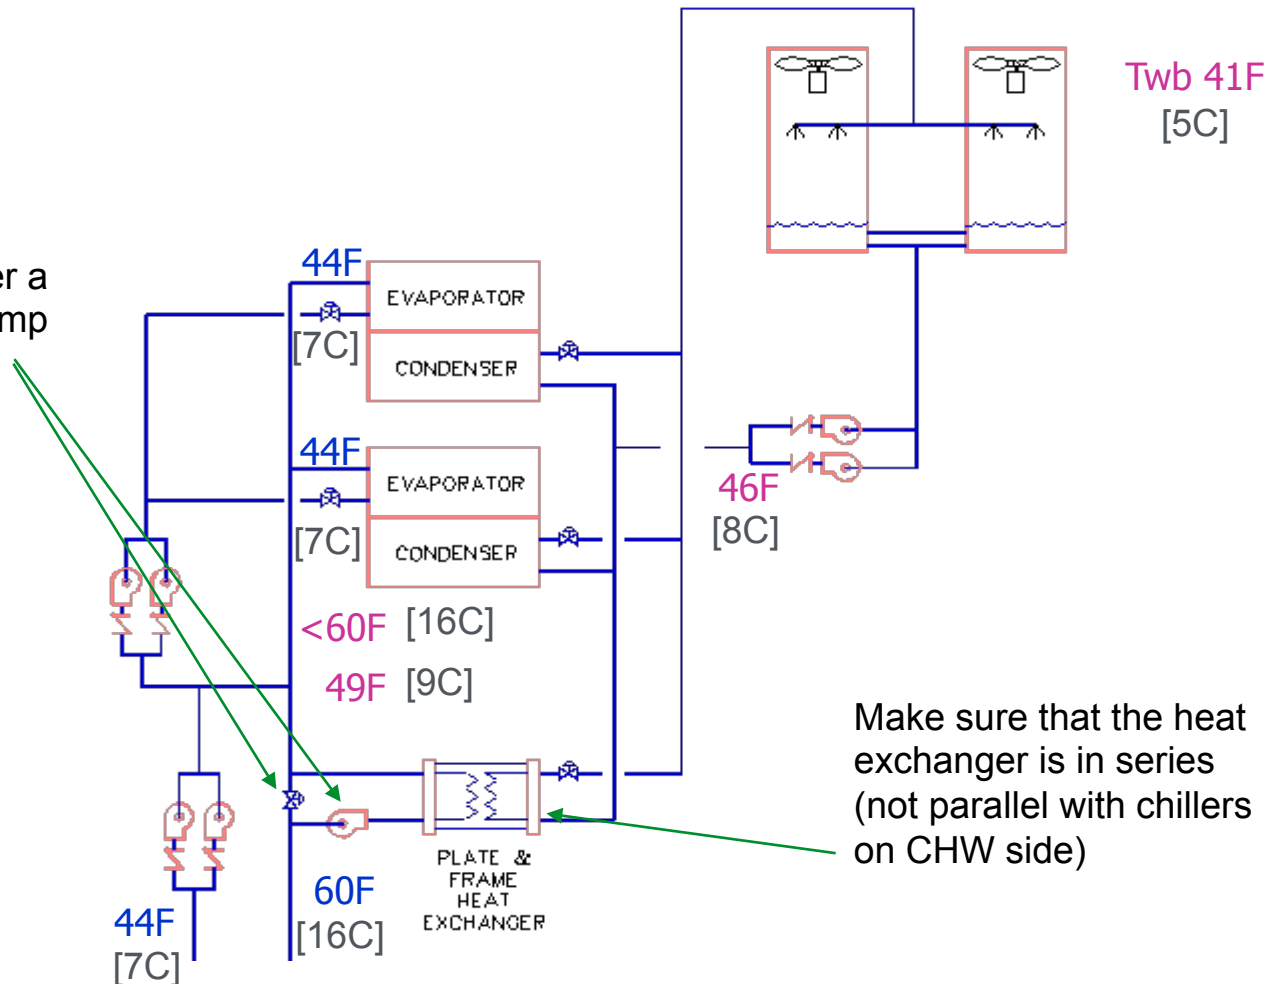 Twb 41F
[5C]
er a
mp
44F
[7C]
EVAPORATOR
CONDENSER
44F
[7C]
EVAPORATOR
CONDENSER
46F
[8C]
<60F [16C]
49F [9C]
Make sure that the heat
exchanger is in series
(not parallel with chillers
on CHW side)
PLATE &
FRAME
HEAT
EXCHANGER
60F
[16C]
44F
[7C]